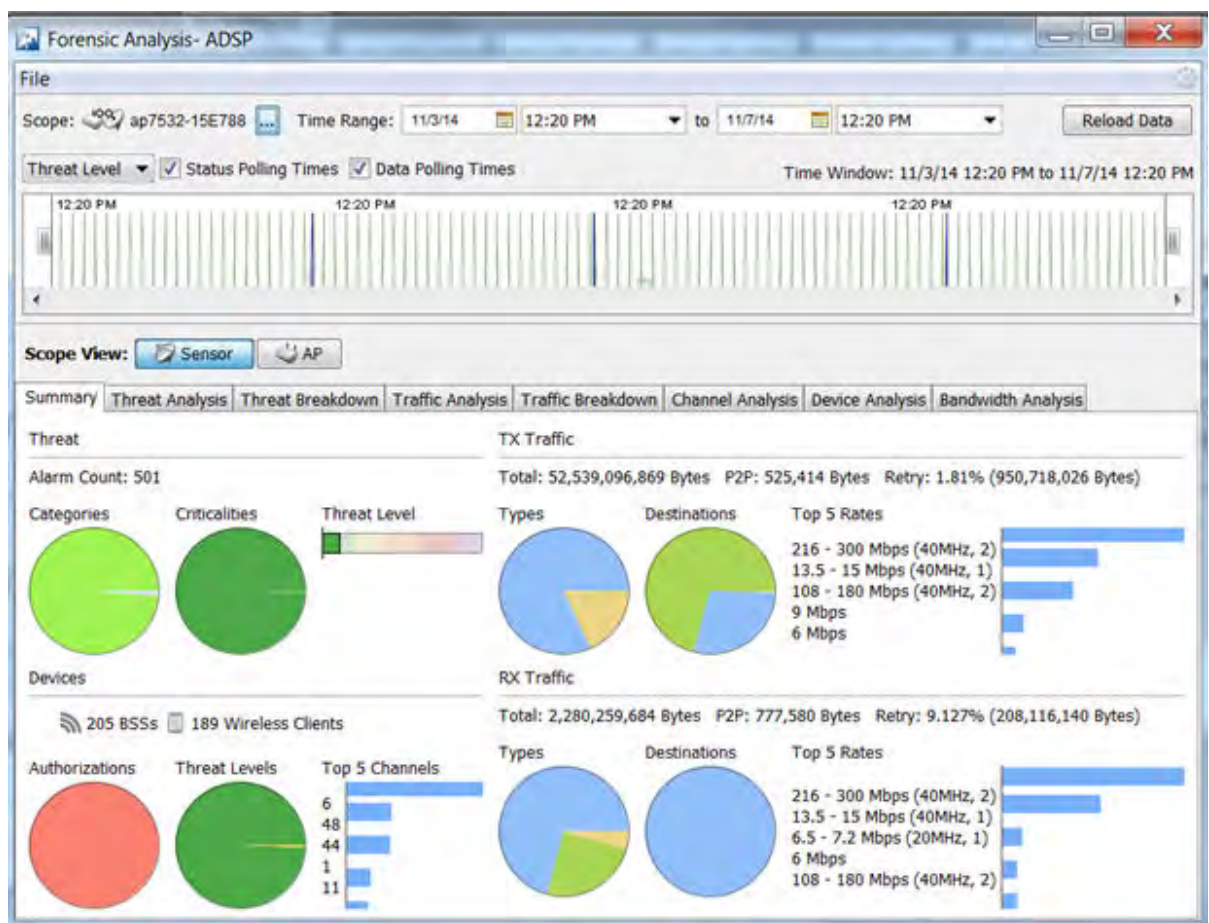 Forensic Analysis- ADSP
File
Scope: ap7532-15E788 ... Time Range: 11/3/14 12:20 PM to 11/7/14 12:20 PM Reload Data
Threat Level Status Polling Times Data Polling Times Time Window: 11/3/14 12:20 PM to 11/7/14 12:20 PM
12:20 PM 12:20 PM 12:20 PM 12:20 PM
Scope View: Sensor AP
Summary Threat Analysis Threat Breakdown Traffic Analysis Traffic Breakdown Channel Analysis Device Analysis Bandwidth Analysis
Threat
Alarm Count: 501
Categories Criticalities Threat Level
TX Traffic
Total: 52,539,096,869 Bytes P2P: 525,414 Bytes Retry: 1.81% (950,718,026 Bytes)
Types Destinations Top 5 Rates
216 - 300 Mbps (40MHz, 2)
13.5 - 15 Mbps (40MHz, 1)
108 - 180 Mbps (40MHz, 2)
9 Mbps
6 Mbps
Devices
205 BSSs 189 Wireless Clients
Authorizations Threat Levels Top 5 Channels
6
48
44
1
11
RX Traffic
Total: 2,280,259,684 Bytes P2P: 777,580 Bytes Retry: 9.127% (208,116,140 Bytes)
Types Destinations Top 5 Rates
216 - 300 Mbps (40MHz, 2)
13.5 - 15 Mbps (40MHz, 1)
6.5 - 7.2 Mbps (20MHz, 1)
6 Mbps
108 - 180 Mbps (40MHz, 2)